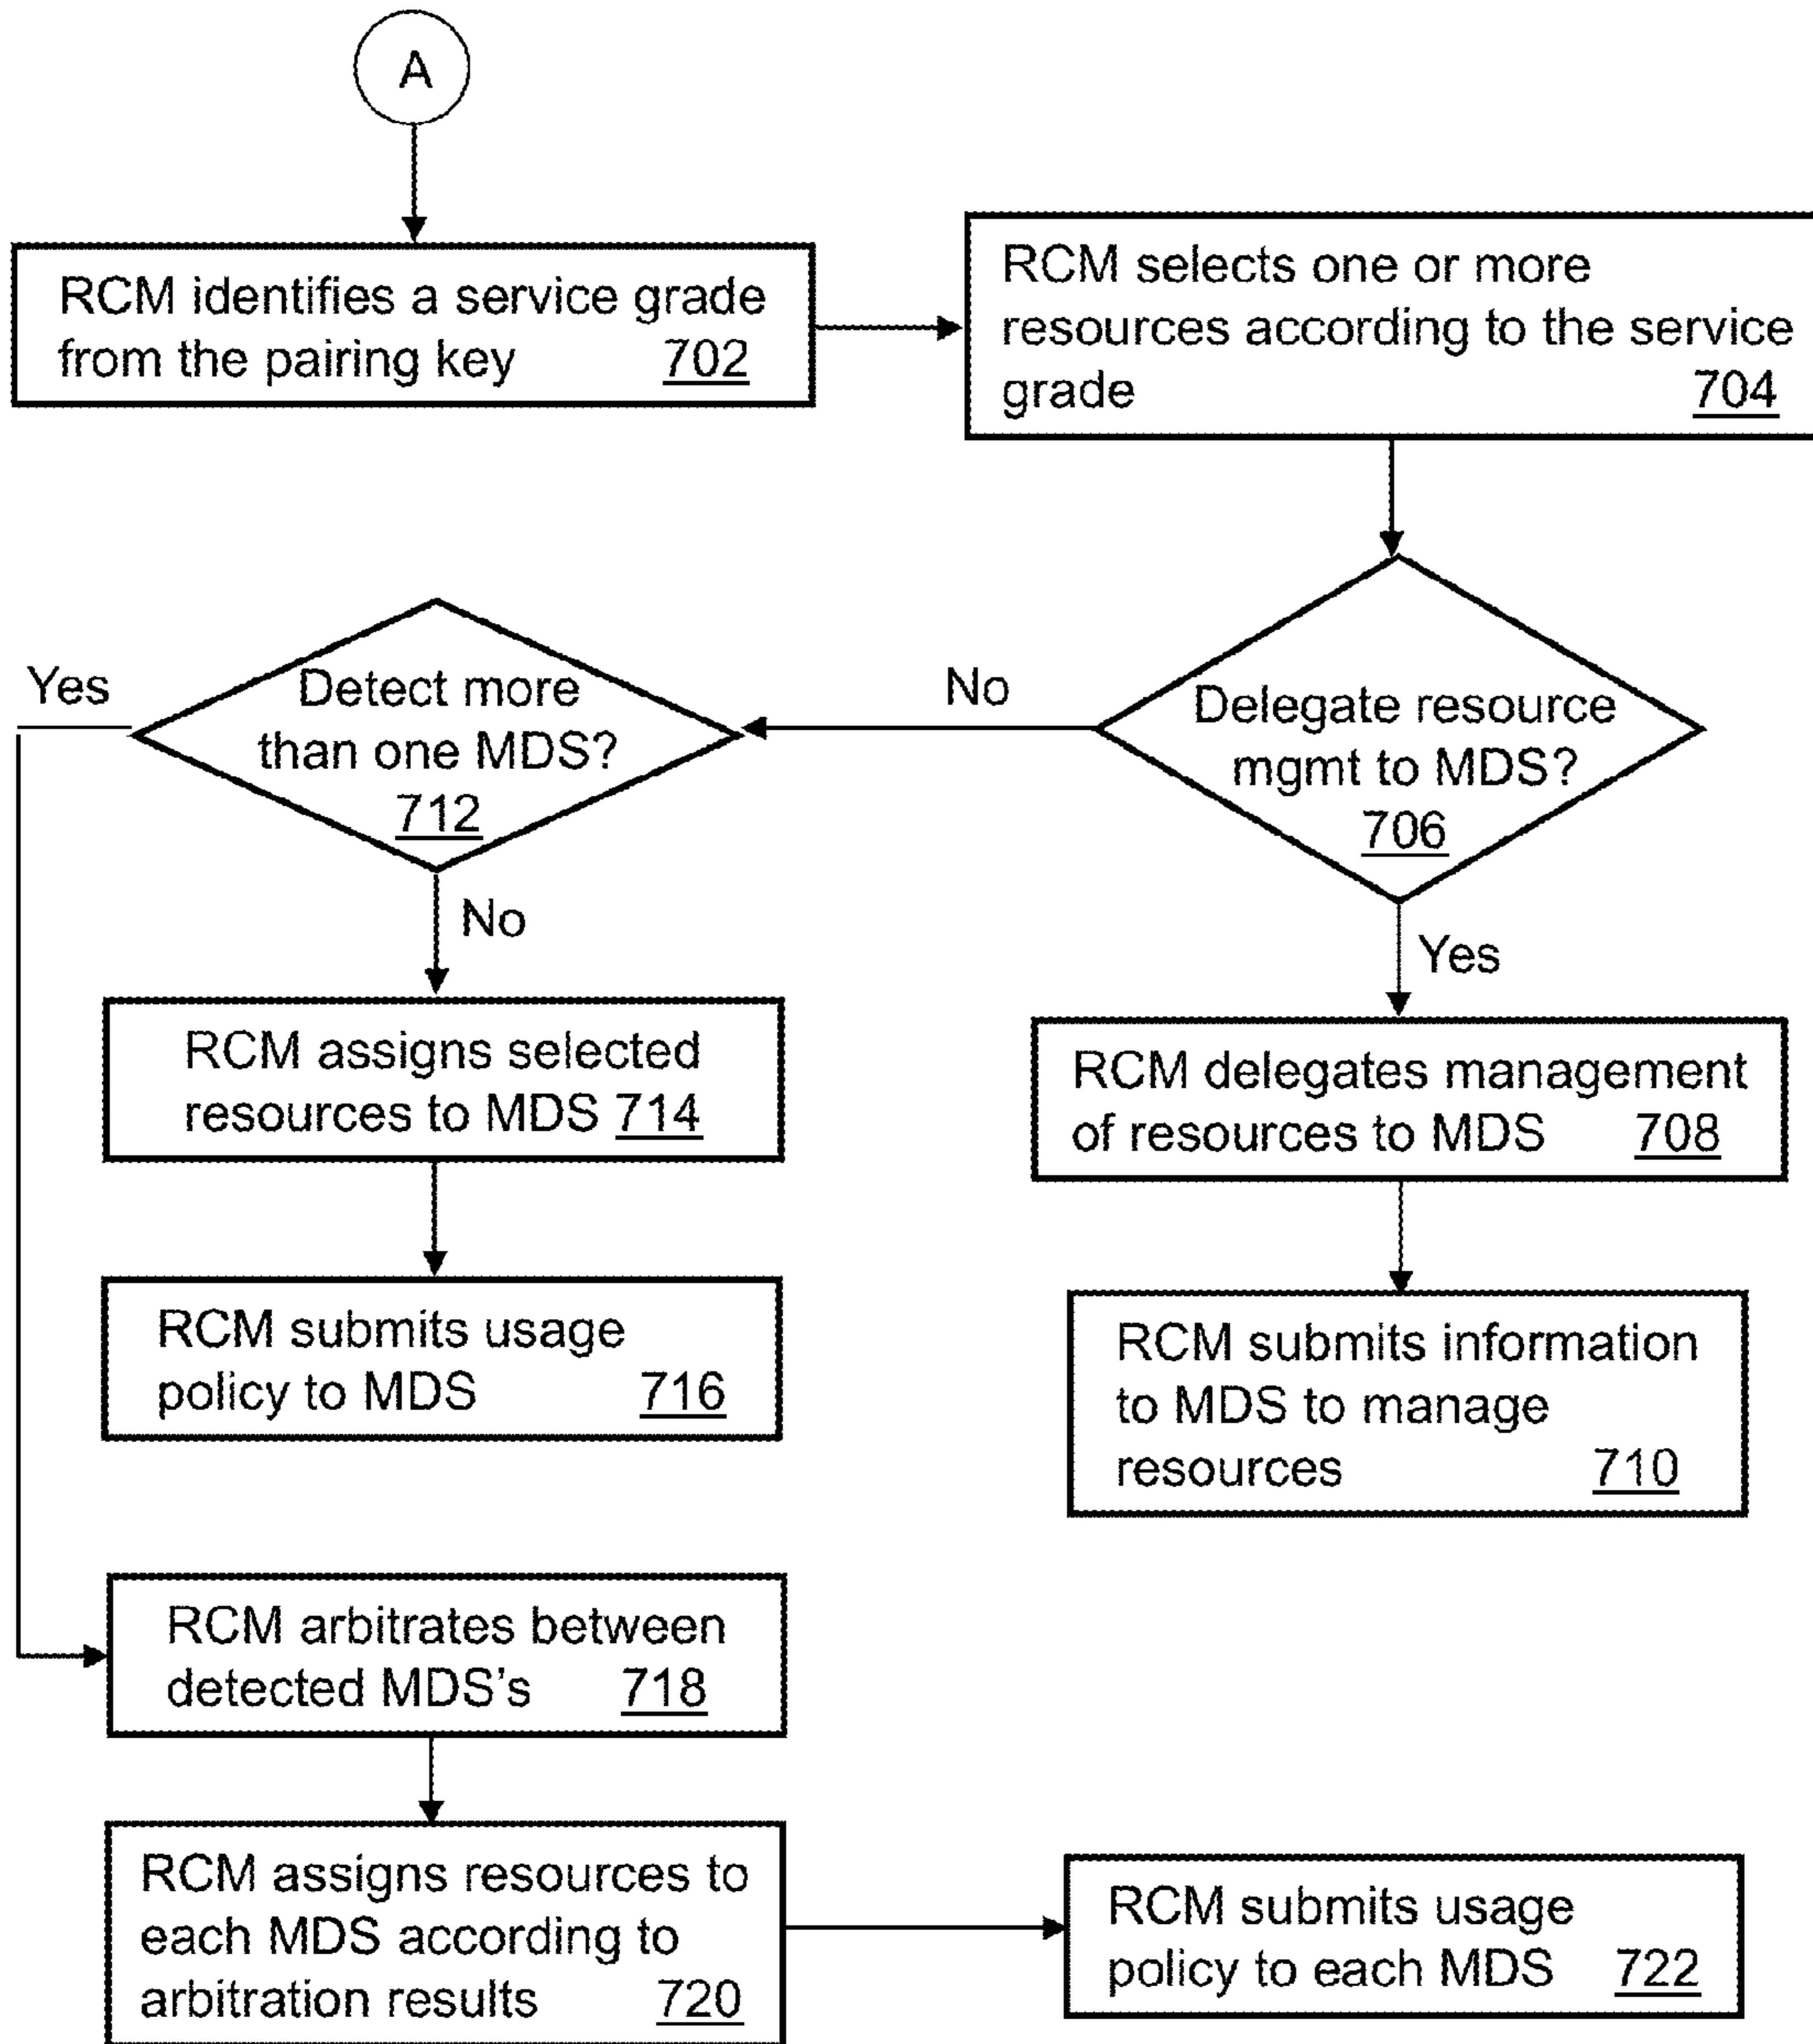 A
RCM identifies a service grade
from the pairing key 702
RCM selects one or more
resources according to the service
grade 704
Delegate resource
mgmt to MDS?
706
No
Yes
Detect more
than one MDS?
712
Yes
No
RCM assigns selected
resources to MDS 714
RCM delegates management
of resources to MDS 708
RCM submits usage
policy to MDS 716
RCM submits information
to MDS to manage
resources 710
RCM arbitrates between
detected MDS's 718
RCM assigns resources to
each MDS according to
arbitration results 720
RCM submits usage
policy to each MDS 722